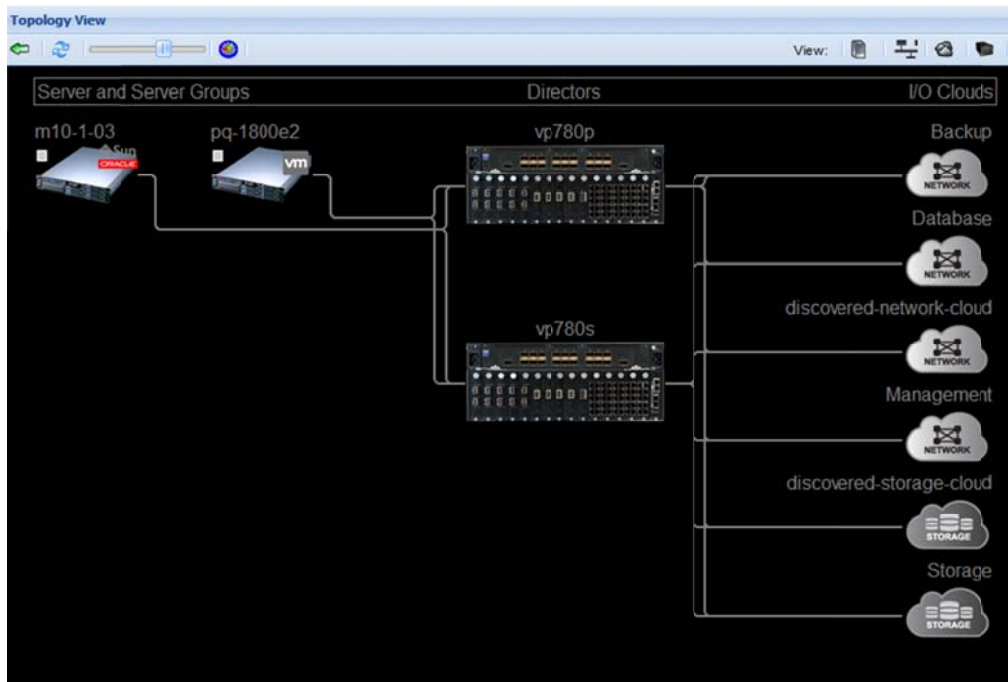 Topology View
View:
Server and Server Groups Directors I/O Clouds
m10-1-03 pq-1800e2 vp780p Backup
Sun
ORACLE
vm
NETWORK
Database
NETWORK
discovered-network-cloud
vp780s
NETWORK
Management
NETWORK
discovered-storage-cloud
STORAGE
Storage
STORAGE